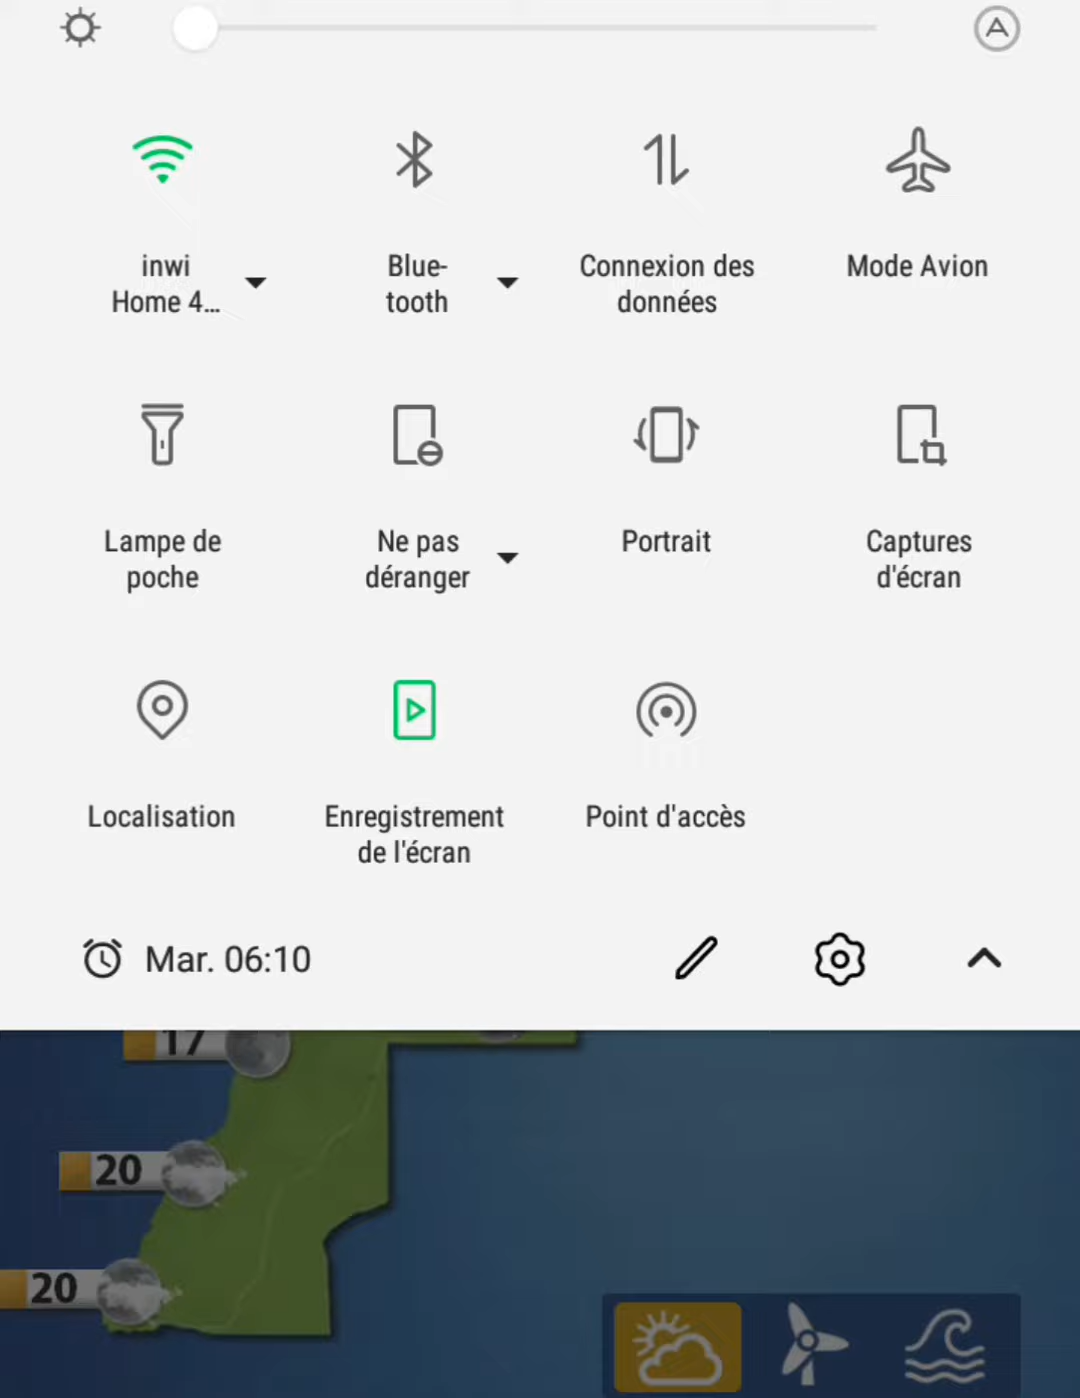 inwi
Home 4...
Blue-
tooth
Connexion des
données
Mode Avion
Lampe de
poche
Ne pas
déranger
Portrait
Captures
d'écran
Localisation
Enregistrement
de l'écran
Point d'accès
Mar. 06:10
17
20
20